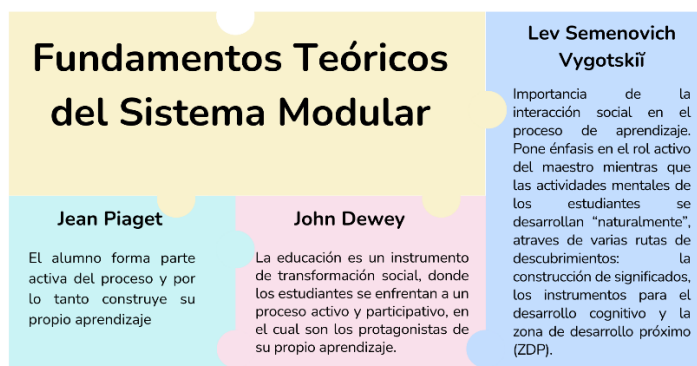 Fundamentos Teóricos
del Sistema Modular
Jean Piaget
El alumno forma parte
activa del proceso y por
lo tanto construye su
propio aprendizaje
John Dewey
La educación es un instrumento
de transformación social, donde
los estudiantes se enfrentan a un
proceso activo y participativo, en
el cual son los protagonistas de
su propio aprendizaje.
Lev Semenovich
Vygotskiĭ
Importancia de la
interacción social en el
proceso de aprendizaje.
Pone énfasis en el rol activo
del maestro mientras que
las actividades mentales de
los estudiantes se
desarrollan “naturalmente”,
atraves de varias rutas de
descubrimientos: la
construcción de significados,
los instrumentos para el
desarrollo cognitivo y la
zona de desarrollo próximo
(ZDP).